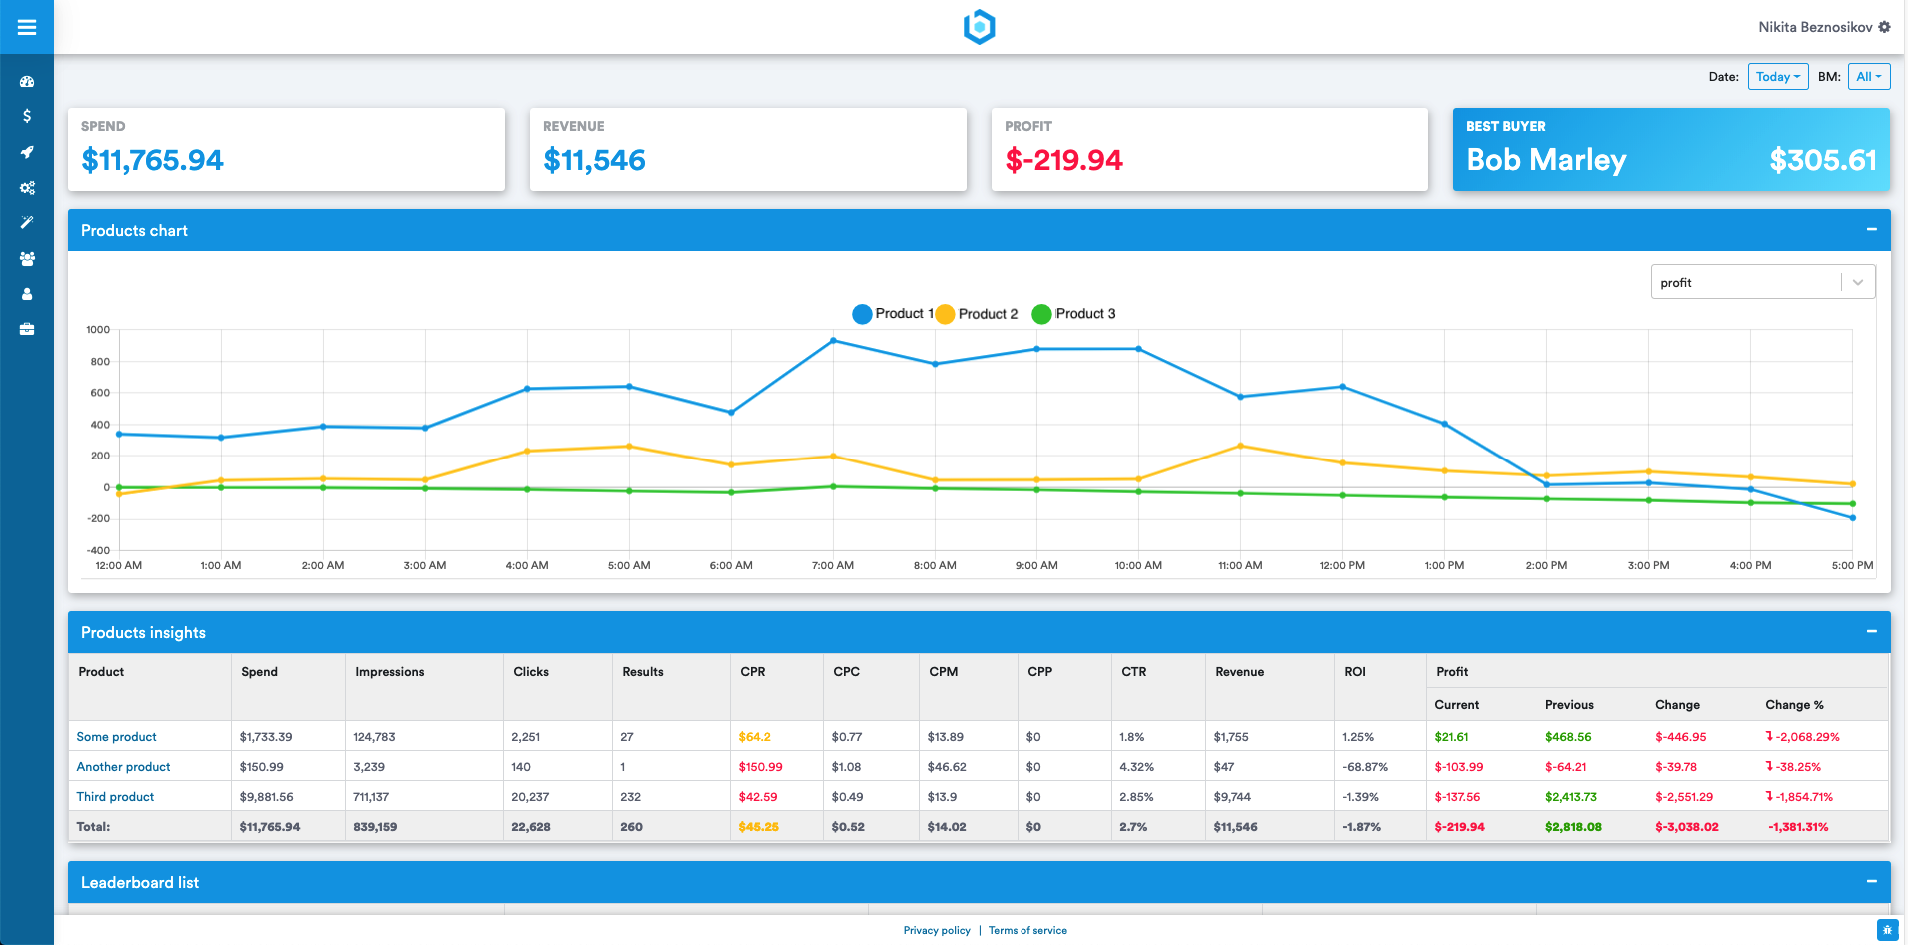 Nikita Beznosikov
Date: Today BM: All
SPEND
$11,765.94
REVENUE
$11,546
PROFIT
$-219.94
BEST BUYER
Bob Marley $305.61
Products chart
profit
Product 1 Product 2 Product 3
1000
800
600
400
200
0
-200
-400
12:00 AM 1:00 AM 2:00 AM 3:00 AM 4:00 AM 5:00 AM 6:00 AM 7:00 AM 8:00 AM 9:00 AM 10:00 AM 11:00 AM 12:00 PM 1:00 PM 2:00 PM 3:00 PM 4:00 PM 5:00 PM
Products insights
Product Spend Impressions Clicks Results CPR CPC CPM CPP CTR Revenue ROI Profit
Current Previous Change Change %
Some product $1,733.39 124,783 2,251 27 $64.2 $0.77 $13.89 $0 1.8% $1,755 1.25% $21.61 $468.56 $-446.95 -2,068.29%
Another product $150.99 3,239 140 1 $150.99 $1.08 $46.62 $0 4.32% $47 -68.87% $-103.99 $-64.21 $-39.78 -38.25%
Third product $9,881.56 711,137 20,237 232 $42.59 $0.49 $13.9 $0 2.85% $9,744 -1.39% $-137.56 $2,413.73 $-2,551.29 -1,854.71%
Total: $11,765.94 839,159 22,628 260 $45.25 $0.52 $14.02 $0 2.7% $11,546 -1.87% $-219.94 $2,818.08 $-3,038.02 -1,381.31%
Leaderboard list
Privacy policy | Terms of service